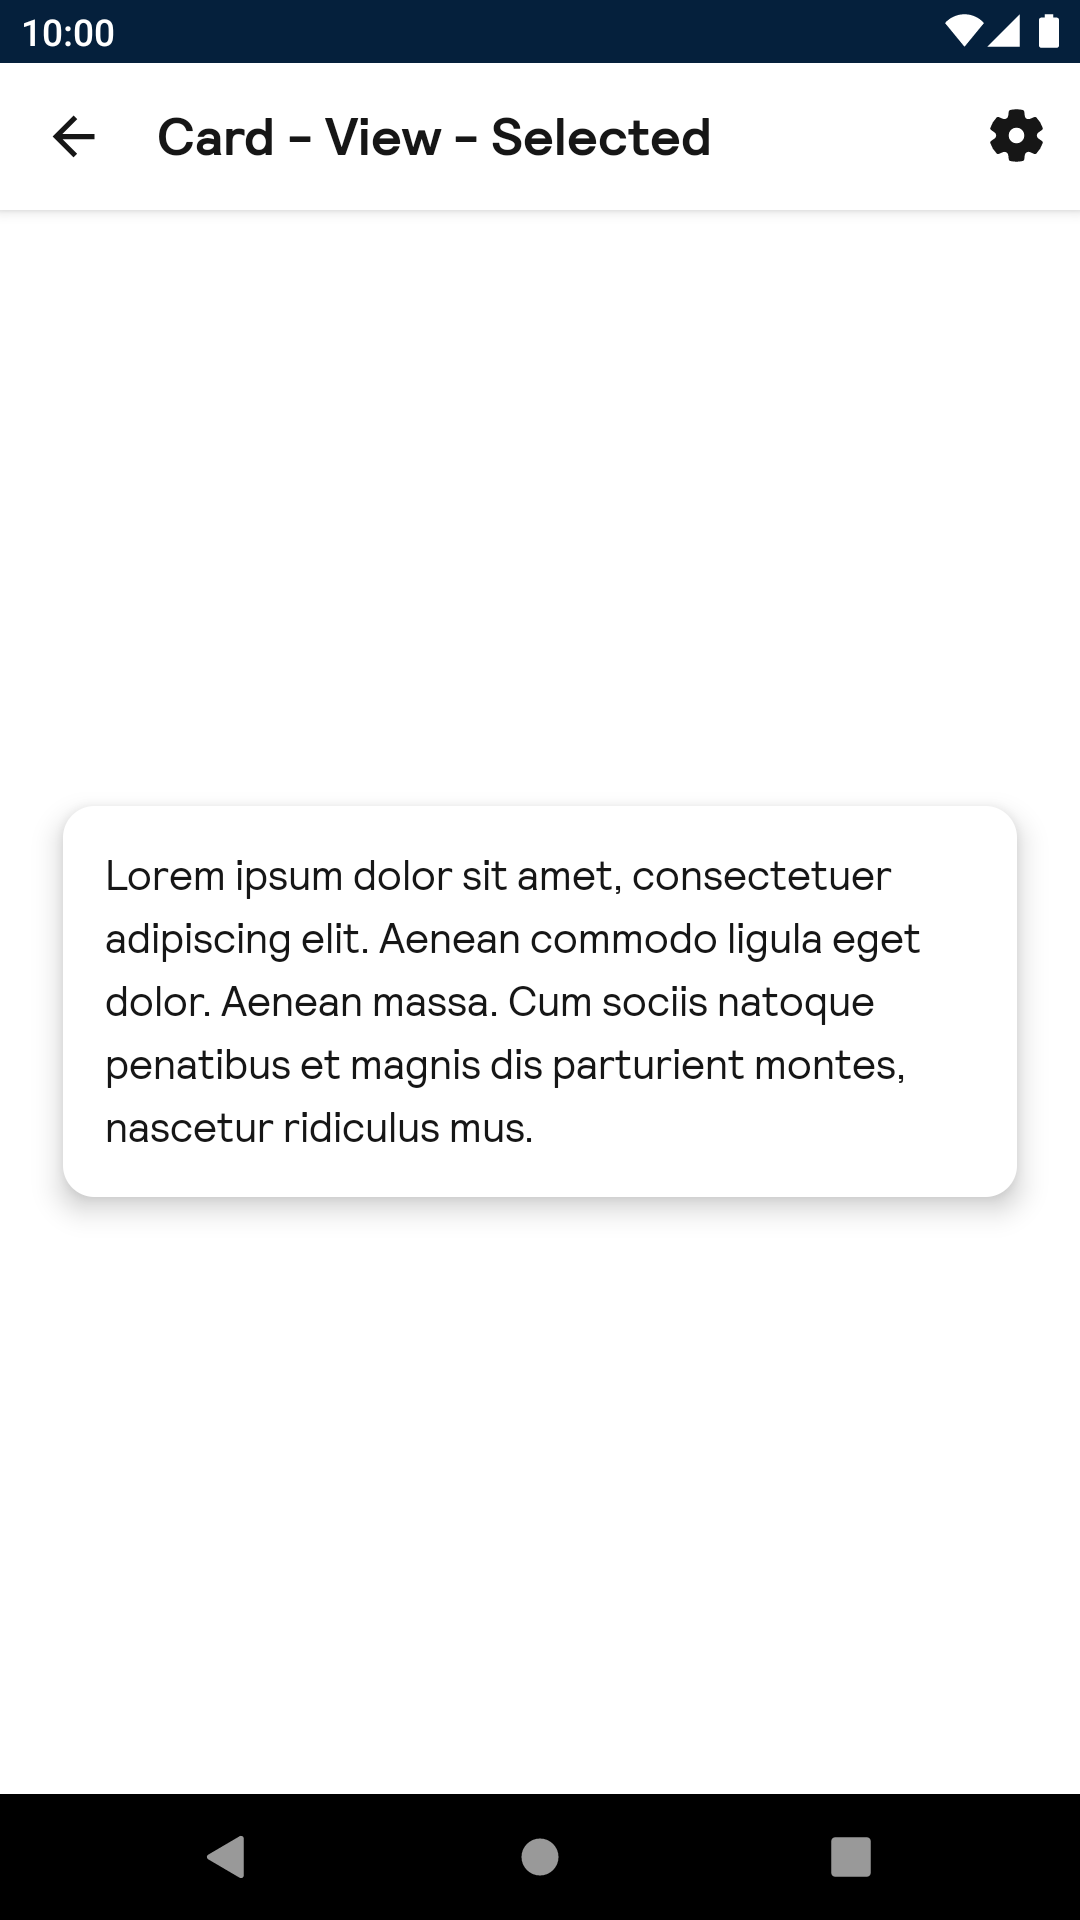 10:00
Card - View - Selected
Lorem ipsum dolor sit amet, consectetuer
adipiscing elit. Aenean commodo ligula eget
dolor. Aenean massa. Cum sociis natoque
penatibus et magnis dis parturient montes,
nascetur ridiculus mus.